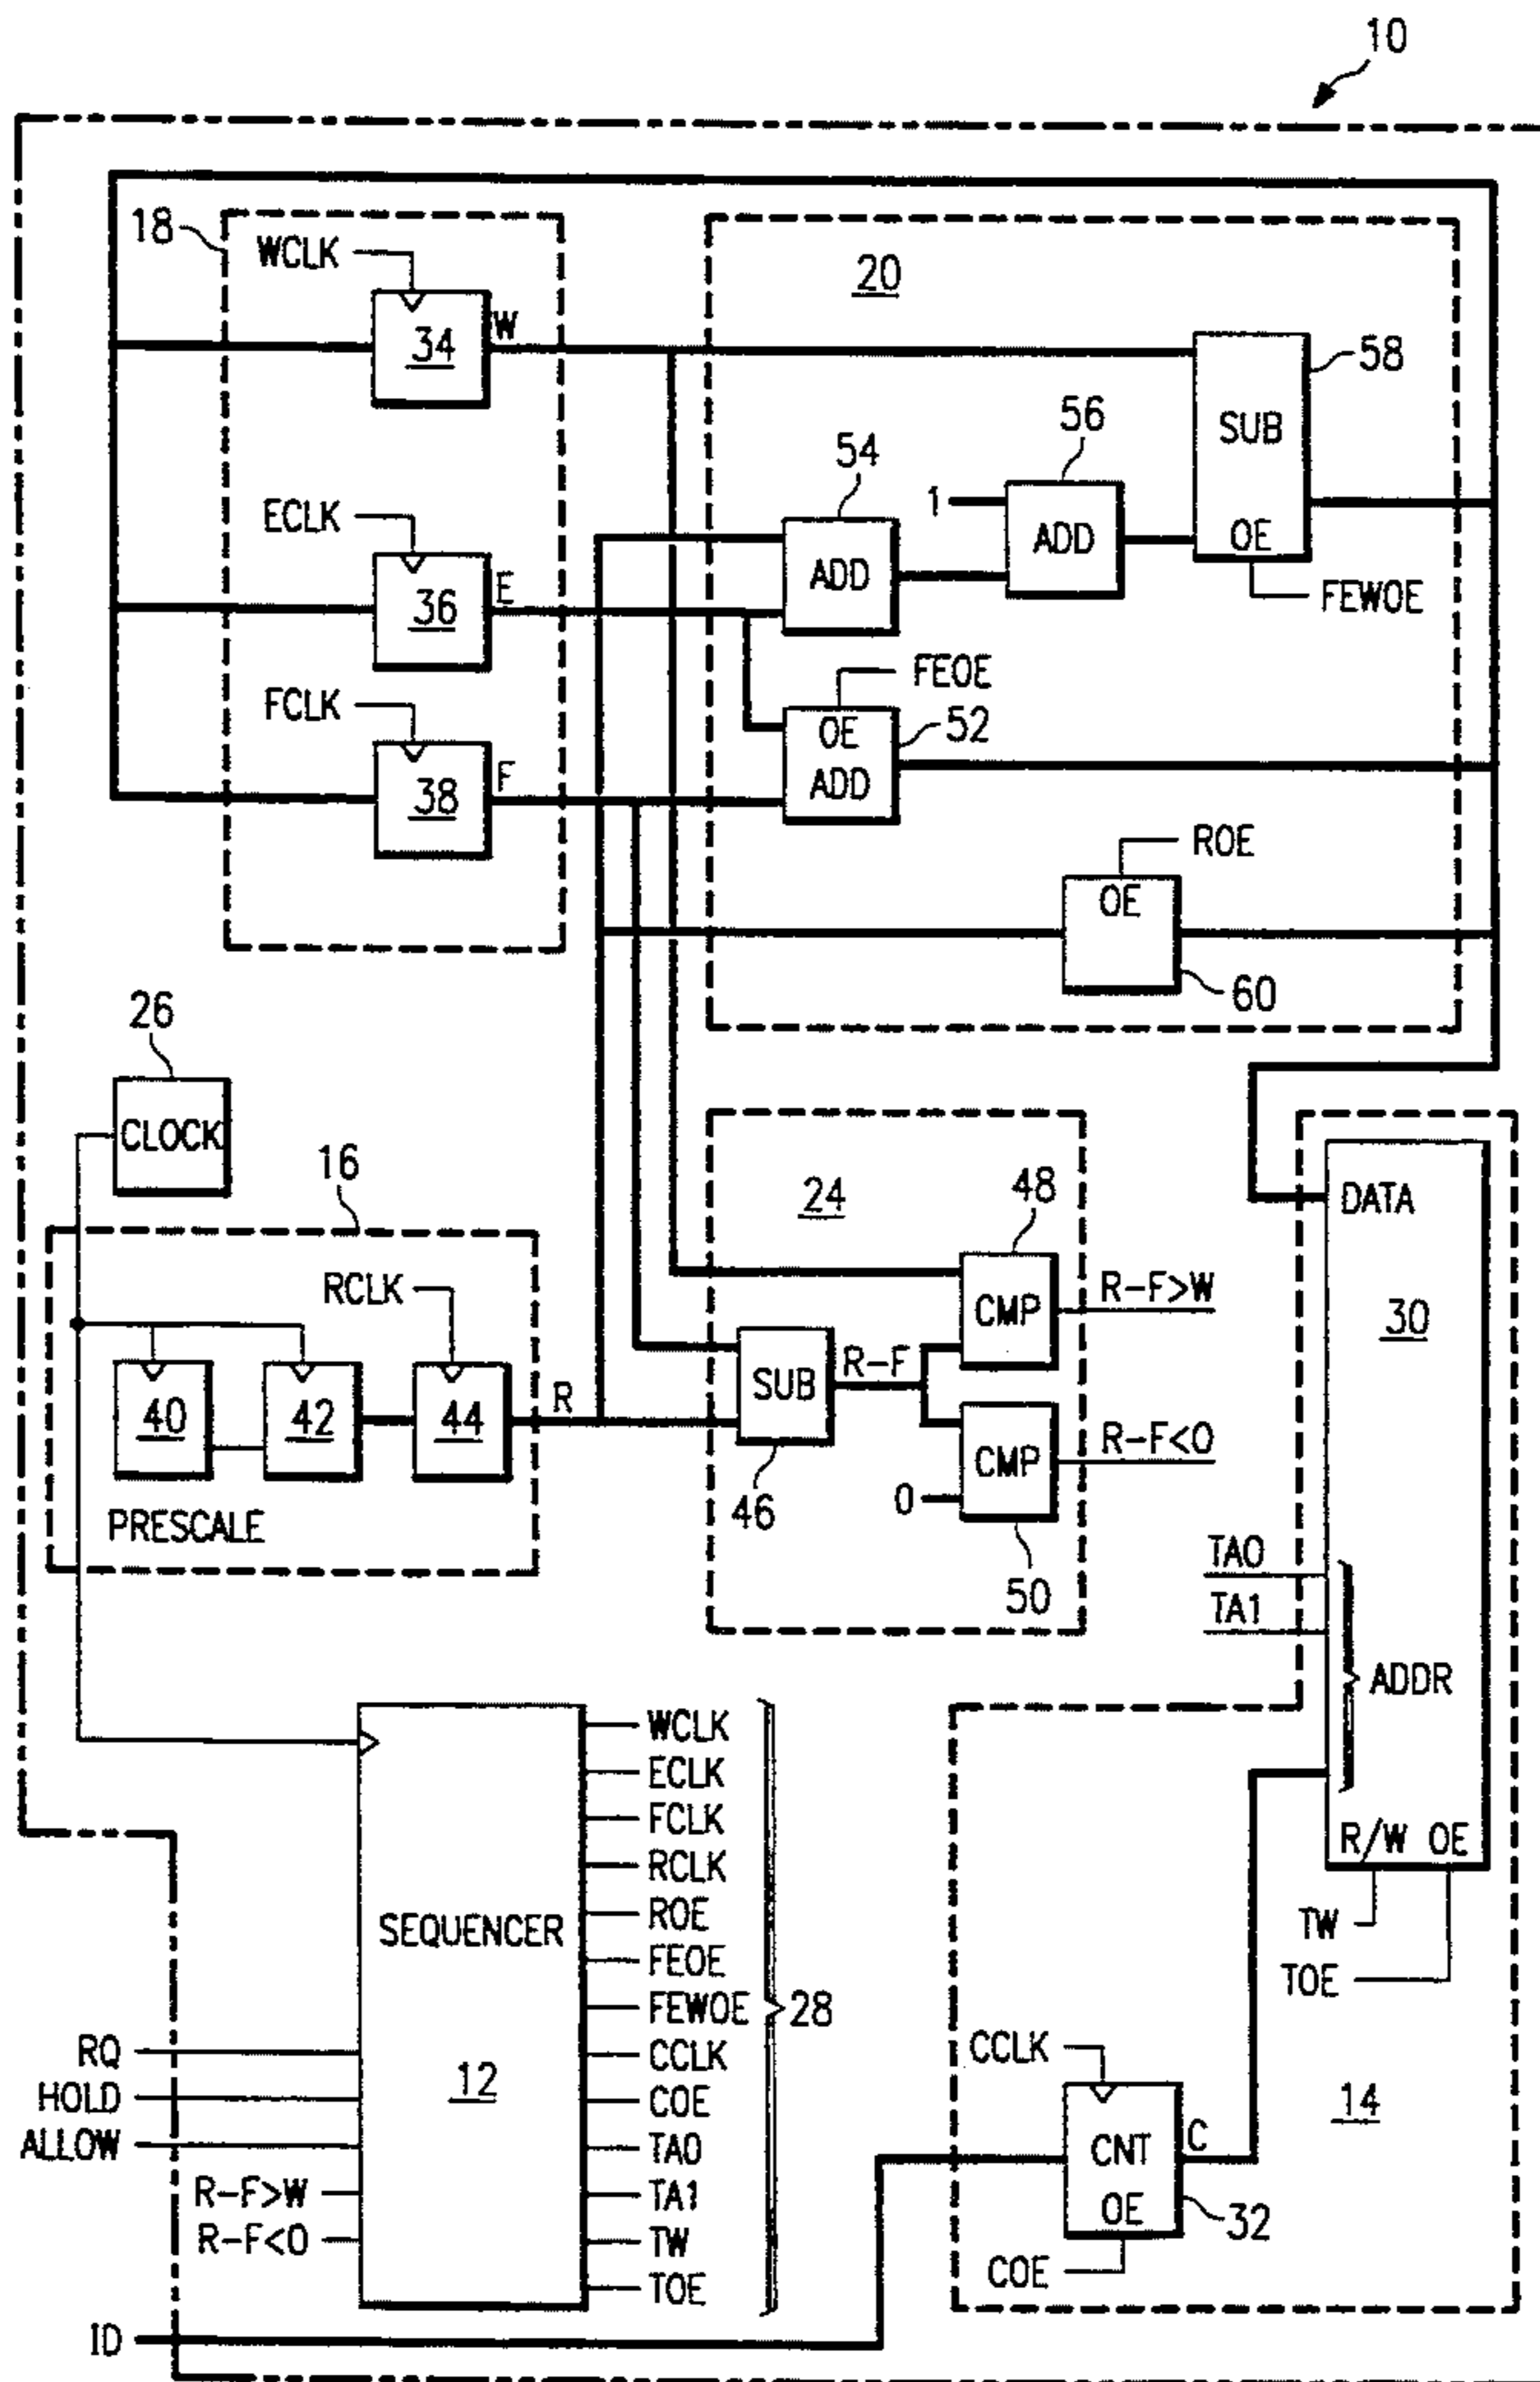 10
18
WCLK
34
W
20
58
SUB
OE
FEWOE
56
1
ADD
54
ADD
ECLK
36
E
FEOE
OE
ADD
52
FCLK
38
F
ROE
OE
60
26
CLOCK
16
RCLK
40
42
44
R
PRESCALE
24
48
CMP
R-F>W
SUB
R-F
46
CMP
R-F<0
0
50
DATA
30
TA0
TA1
ADDR
R/W OE
TW
TOE
SEQUENCER
12
WCLK
ECLK
FCLK
RCLK
ROE
FEOE
FEWOE
CCLK
COE
TA0
TA1
TW
TOE
28
RQ
HOLD
ALLOW
R-F>W
R-F<0
ID
CCLK
CNT
OE
C
32
COE
14